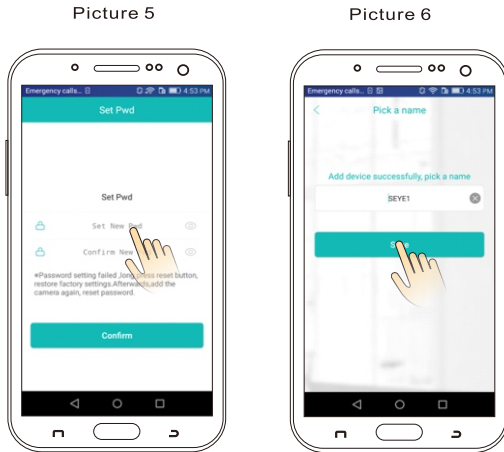 Picture 5
Picture 6
Emergency calls... 4:53 PM
Set Pwd
Set Pwd
Set New Pwd
Confirm New
*Password setting failed ,long press reset button,
restore factory settings.Afterwards,add the
camera again, reset password.
Confirm
Emergency calls... 4:53 PM
Pick a name
Add device successfully, pick a name
SEYE1
Save